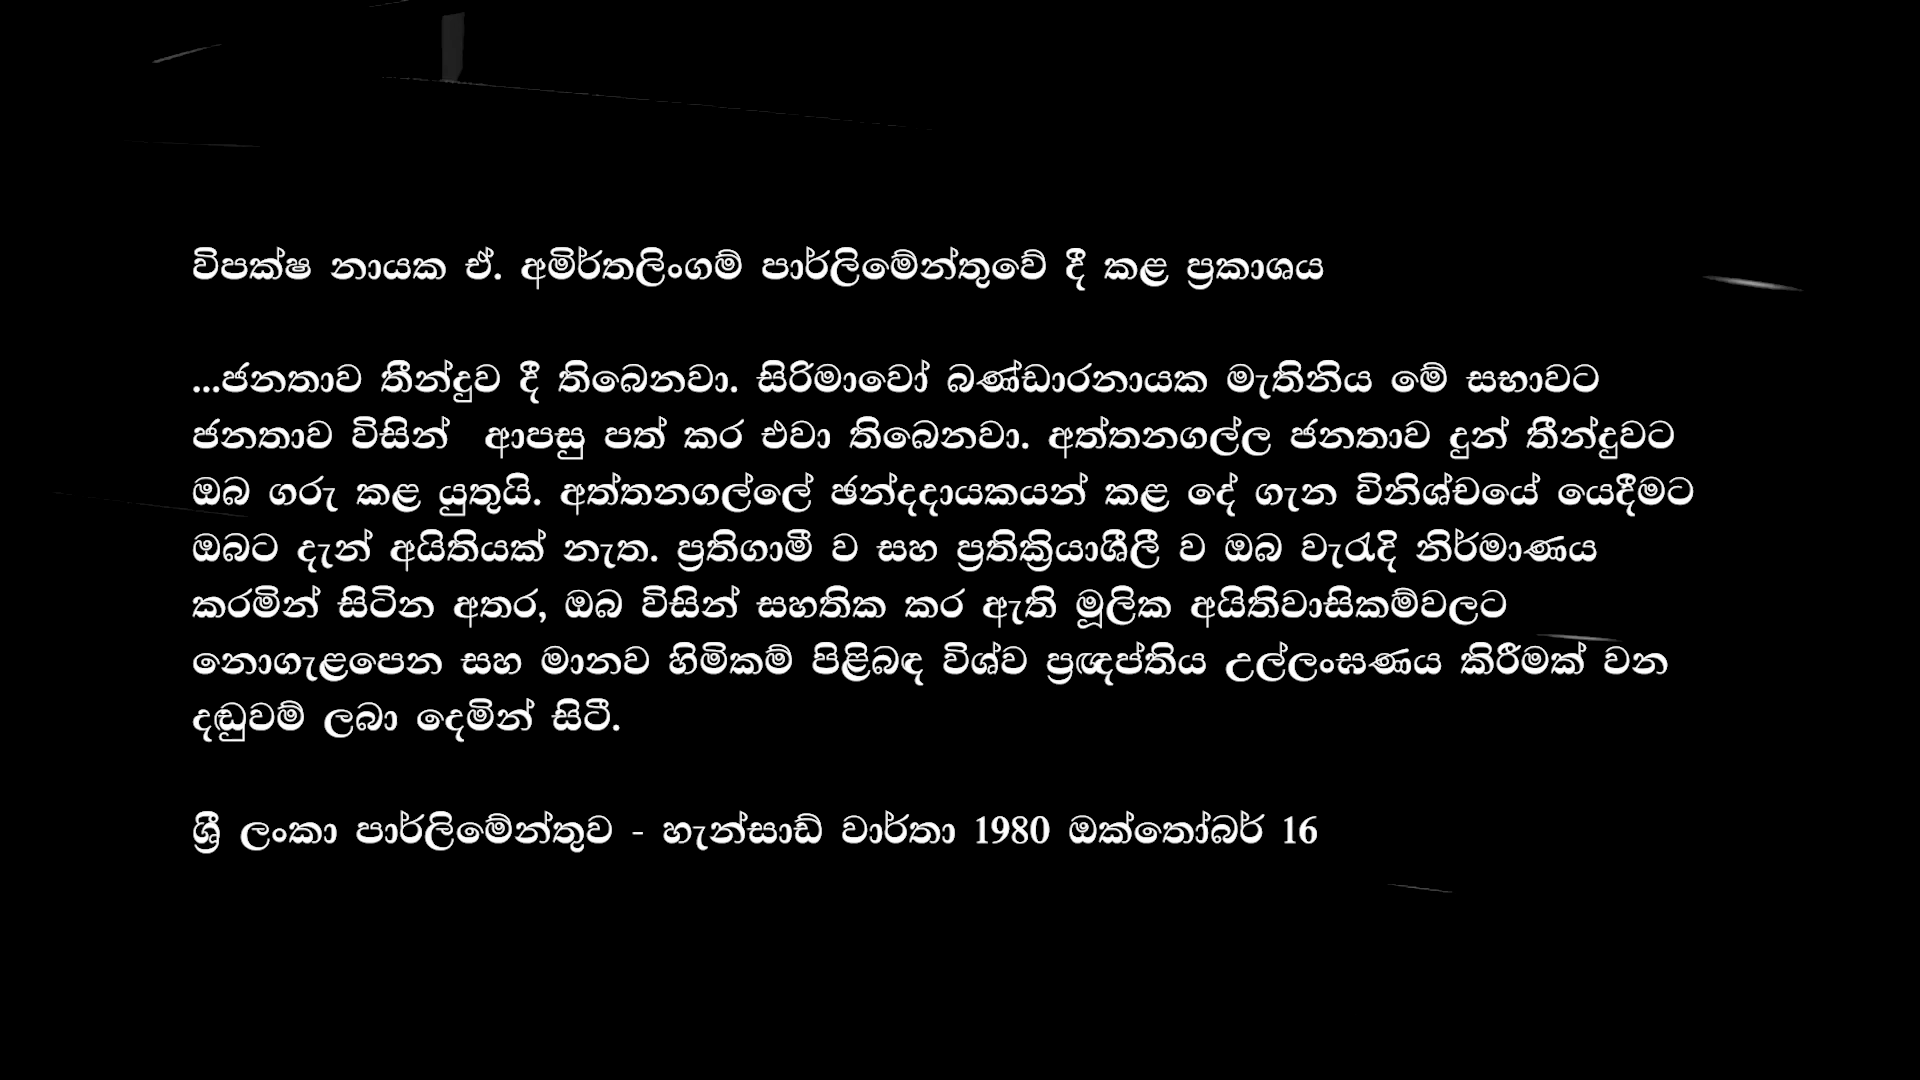 විපක්ෂ නායක ඒ. අමිර්තලිංගම් පාර්ලිමේන්තුවේ දී කළ ප්‍රකාශය
...ජනතාව තීන්දුව දී තිබෙනවා. සිරිමාවෝ බණ්ඩාරනායක මැතිනිය මේ සභාවට
ජනතාව විසින් ආපසු පත් කර එවා තිබෙනවා. අත්තනගල්ල ජනතාව දුන් තීන්දුවට
ඔබ ගරු කළ යුතුයි. අත්තනගල්ලේ ඡන්දදායකයන් කළ දේ ගැන විනිශ්චයේ යෙදීමට
ඔබට දැන් අයිතියක් නැත. ප්‍රතිගාමී ව සහ ප්‍රතික්‍රියාශීලී ව ඔබ වැරැදි නිර්මාණය
කරමින් සිටින අතර, ඔබ විසින් සහතික කර ඇති මූලික අයිතිවාසිකම්වලට
නොගැළපෙන සහ මානව හිමිකම් පිළිබඳ විශ්ව ප්‍රඥප්තිය උල්ලංඝණය කිරීමක් වන
දඬුවම් ලබා දෙමින් සිටී.
ශ්‍රී ලංකා පාර්ලිමේන්තුව - හැන්සාඩ් වාර්තා 1980 ඔක්තෝබර් 16